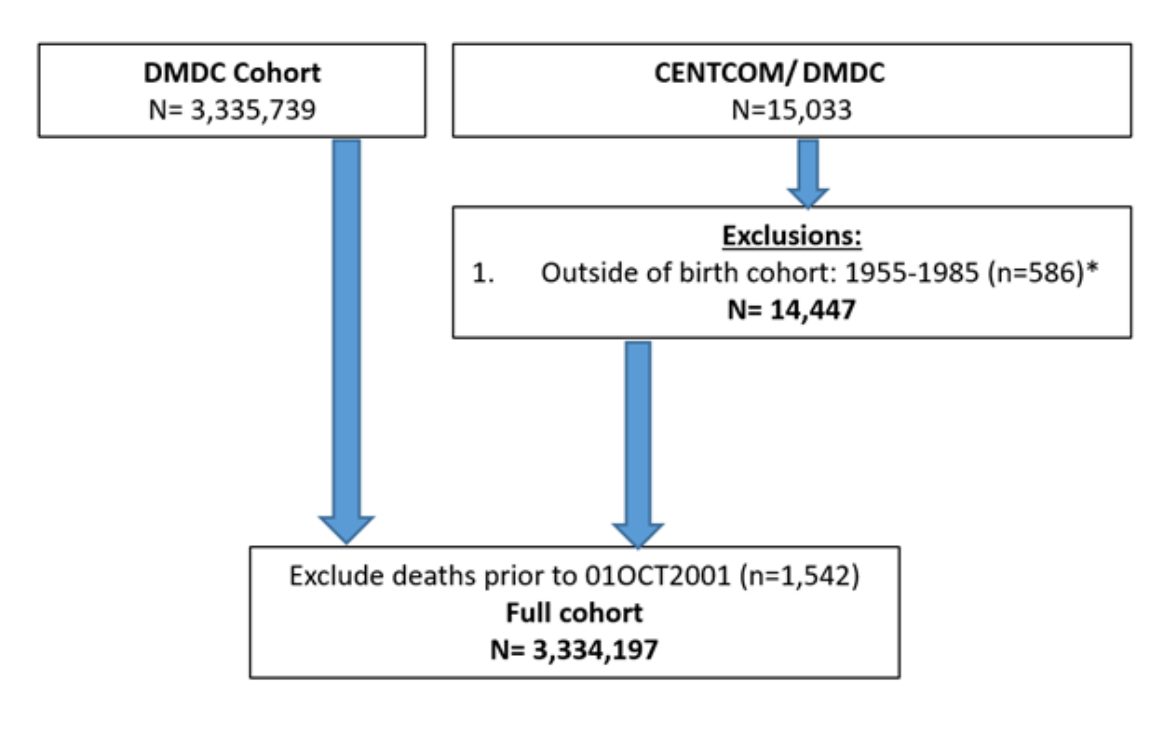 DMDC Cohort
N= 3,335,739
CENTCOM/ DMDC
N=15,033
Exclusions:
1. Outside of birth cohort: 1955-1985 (n=586)*
N= 14,447
Exclude deaths prior to 01OCT2001 (n=1,542)
Full cohort
N= 3,334,197